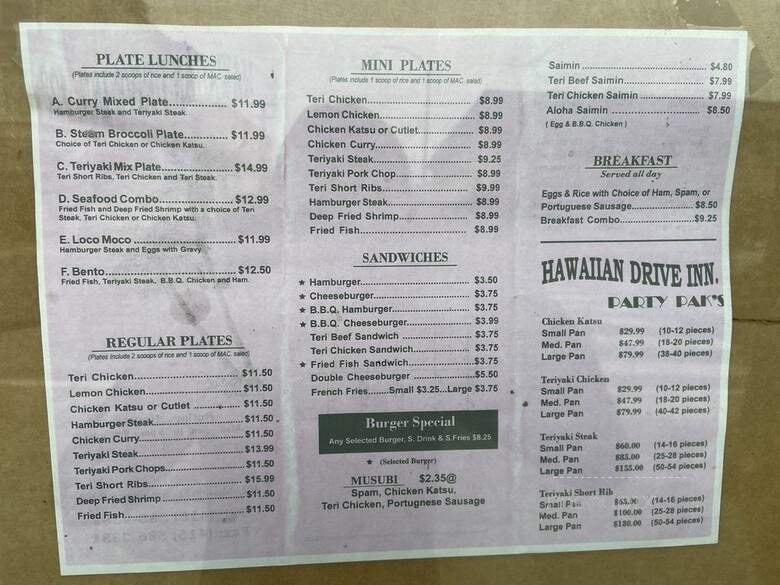 PLATE LUNCHES
(Plates include 2 scoops of rice and 1 scoop of MAC. salad)
A. Curry Mixed Plate............... $11.99
Hamburger Steak and Teriyaki Steak.
B. Steam Broccoli Plate............ $11.99
Choice of Teri Chicken or Chicken Katsu.
C. Teriyaki Mix Plate.................. $14.99
Teri Short Ribs, Teri Chicken and Teri Steak.
D. Seafood Combo................... $12.99
Fried Fish and Deep Fried Shrimp with a choice of Teri
Steak, Teri Chicken or Chicken Katsu.
E. Loco Moco .......................... $11.99
Hamburger Steak and Eggs with Gravy
F. Bento.................................. $12.50
Fried Fish, Teriyaki Steak, B.B.Q. Chicken and Ham.
REGULAR PLATES
(Plates include 2 scoops of rice and 1 scoop of MAC. salad)
Teri Chicken............................ $11.50
Lemon Chicken......................... $11.50
Chicken Katsu or Cutlet ............ $11.50
Hamburger Steak....................... $11.50
Chicken Curry........................... $11.50
Teriyaki Steak........................... $13.99
Teriyaki Pork Chops................... $11.50
Teri Short Ribs.......................... $15.99
Deep Fried Shrimp ..................... $11.50
Fried Fish................................ $11.50
MINI PLATES
(Plates include 1 scoop of rice and 1 scoop of MAC. salad)
Teri Chicken............................ $8.99
Lemon Chicken......................... $8.99
Chicken Katsu or Cutlet.............. $8.99
Chicken Curry.......................... $8.99
Teriyaki Steak.......................... $9.25
Teriyaki Pork Chop.................... $8.99
Teri Short Ribs......................... $9.99
Hamburger Steak...................... $8.99
Deep Fried Shrimp..................... $8.99
Fried Fish............................... $8.99
SANDWICHES
★ Hamburger............................ $3.50
★ Cheeseburger........................ $3.75
★ B.B.Q. Hamburger.................. $3.75
★ B.B.Q. Cheeseburger.............. $3.99
Teri Beef Sandwich ................... $3.75
Teri Chicken Sandwich............... $3.75
★ Fried Fish Sandwich............... $3.75
Double Cheeseburger ................ $5.50
French Fries.......Small $3.25...Large $3.75
Burger Special
Any Selected Burger, S. Drink & S.Fries $8.25
★ (Selected Burger)
MUSUBI $2.35@
Spam, Chicken Katsu,
Teri Chicken, Portugnese Sausage
Saimin ................................... $4.80
Teri Beef Saimin........................ $7.99
Teri Chicken Saimin................... $7.99
Aloha Saimin ........................... $8.50
( Egg & B.B.Q. Chicken )
BREAKFAST
Served all day
Eggs & Rice with Choice of Ham, Spam, or
Portuguese Sausage................... $8.50
Breakfast Combo....................... $9.25
HAWAIIAN DRIVE INN.
PARTY PAK'S
Chicken Katsu
Small Pan $29.99 (10-12 pieces)
Med. Pan $47.99 (18-20 pieces)
Large Pan $79.99 (38-40 pieces)
Teriyaki Chicken
Small Pan $29.99 (10-12 pieces)
Med. Pan $47.99 (18-20 pieces)
Large Pan $79.99 (40-42 pieces)
Teriyaki Steak
Small Pan $60.00 (14-16 pieces)
Med. Pan $85.00 (25-28 pieces)
Large Pan $155.00 (50-54 pieces)
Teriyaki Short Rib
Small Pan (14-16 pieces)
Med. Pan $100.00 (25-28 pieces)
Large Pan $180.00 (50-54 pieces)